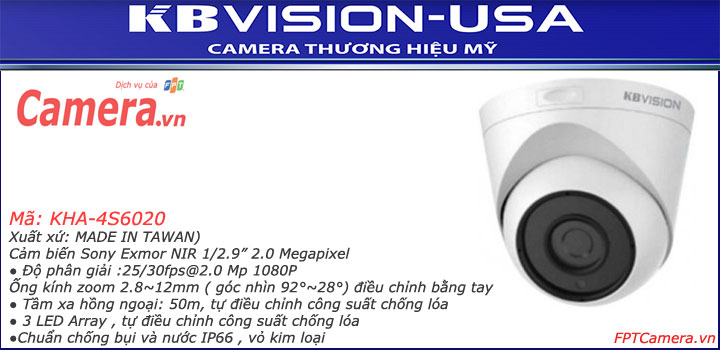 KBVISION-USA
CAMERA THƯƠNG HIỆU MỸ
Dịch vụ của FPT
Camera.vn
KBVISION
Mã: KHA-4S6020
Xuất xứ: MADE IN TAWAN)
Cảm biến Sony Exmor NIR 1/2.9” 2.0 Megapixel
● Độ phân giải :25/30fps@2.0 Mp 1080P
Ống kính zoom 2.8~12mm ( góc nhìn 92°~28°) điều chỉnh bằng tay
● Tầm xa hồng ngoại: 50m, tự điều chỉnh công suất chống lóa
● 3 LED Array , tự điều chỉnh công suất chống lóa
●Chuẩn chống bụi và nước IP66 , vỏ kim loại
FPTCamera.vn